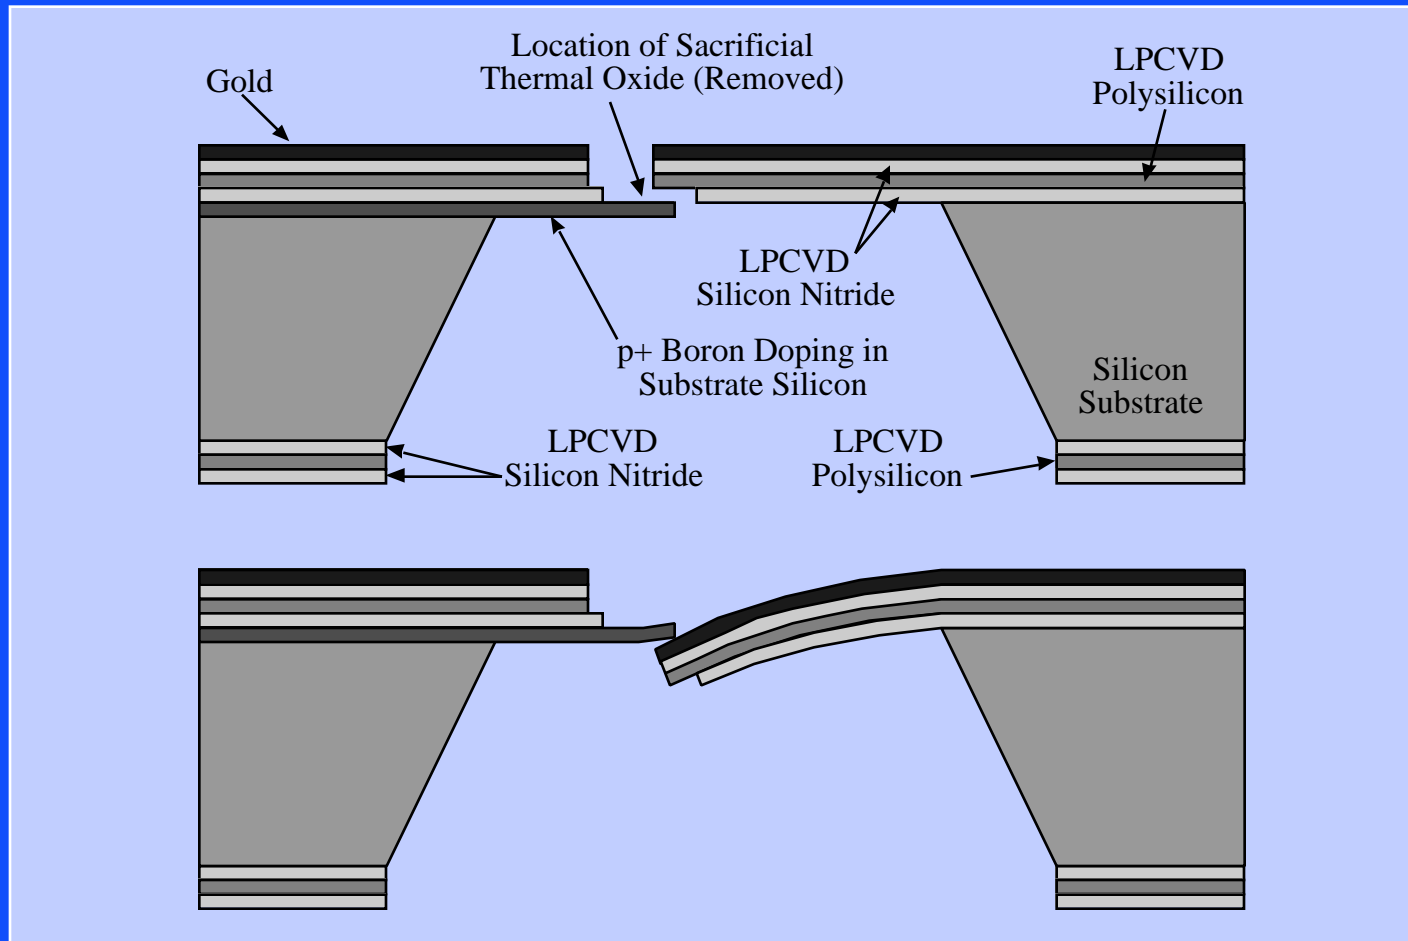 Location of Sacrificial
Thermal Oxide (Removed)
Gold
LPCVD
Polysilicon
LPCVD
Silicon Nitride
p+ Boron Doping in
Substrate Silicon
Silicon
Substrate
LPCVD
Silicon Nitride
LPCVD
Polysilicon